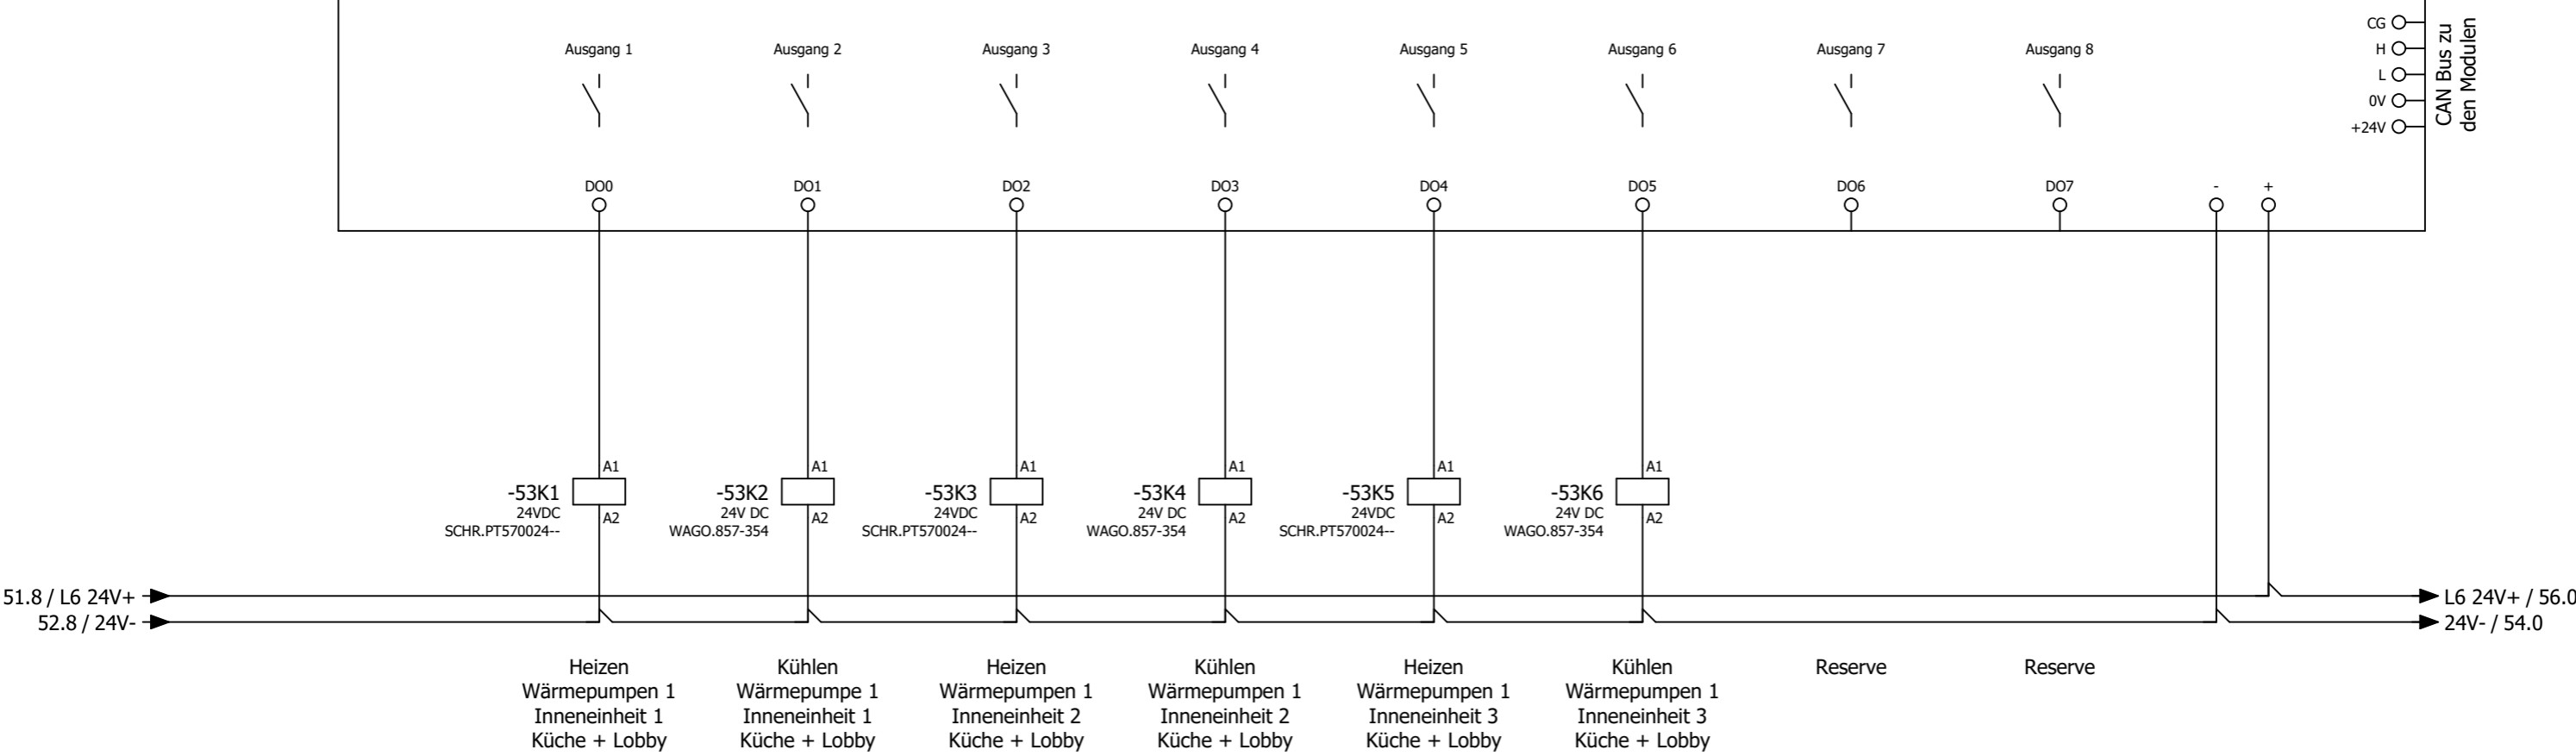 CG
Ausgang 1 Ausgang 2 Ausgang 3 Ausgang 4 Ausgang 5 Ausgang 6 Ausgang 7 Ausgang 8
H
L
0V
+24V
CAN Bus zu
den Modulen
DO0 DO1 DO2 DO3 DO4 DO5 DO6 DO7 - +
A1 A1 A1 A1 A1 A1
-53K1 -53K2 -53K3 -53K4 -53K5 -53K6
24VDC 24V DC 24VDC 24V DC 24VDC 24V DC
A2 A2 A2 A2 A2 A2
SCHR.PT570024-- WAGO.857-354 SCHR.PT570024-- WAGO.857-354 SCHR.PT570024-- WAGO.857-354
51.8 / L6 24V+ L6 24V+ / 56.0
52.8 / 24V- 24V- / 54.0
Heizen
Wärmepumpen 1
Inneneinheit 1
Küche + Lobby
Kühlen
Wärmepumpe 1
Inneneinheit 1
Küche + Lobby
Heizen
Wärmepumpen 1
Inneneinheit 2
Küche + Lobby
Kühlen
Wärmepumpen 1
Inneneinheit 2
Küche + Lobby
Heizen
Wärmepumpen 1
Inneneinheit 3
Küche + Lobby
Kühlen
Wärmepumpen 1
Inneneinheit 3
Küche + Lobby
Reserve
Reserve